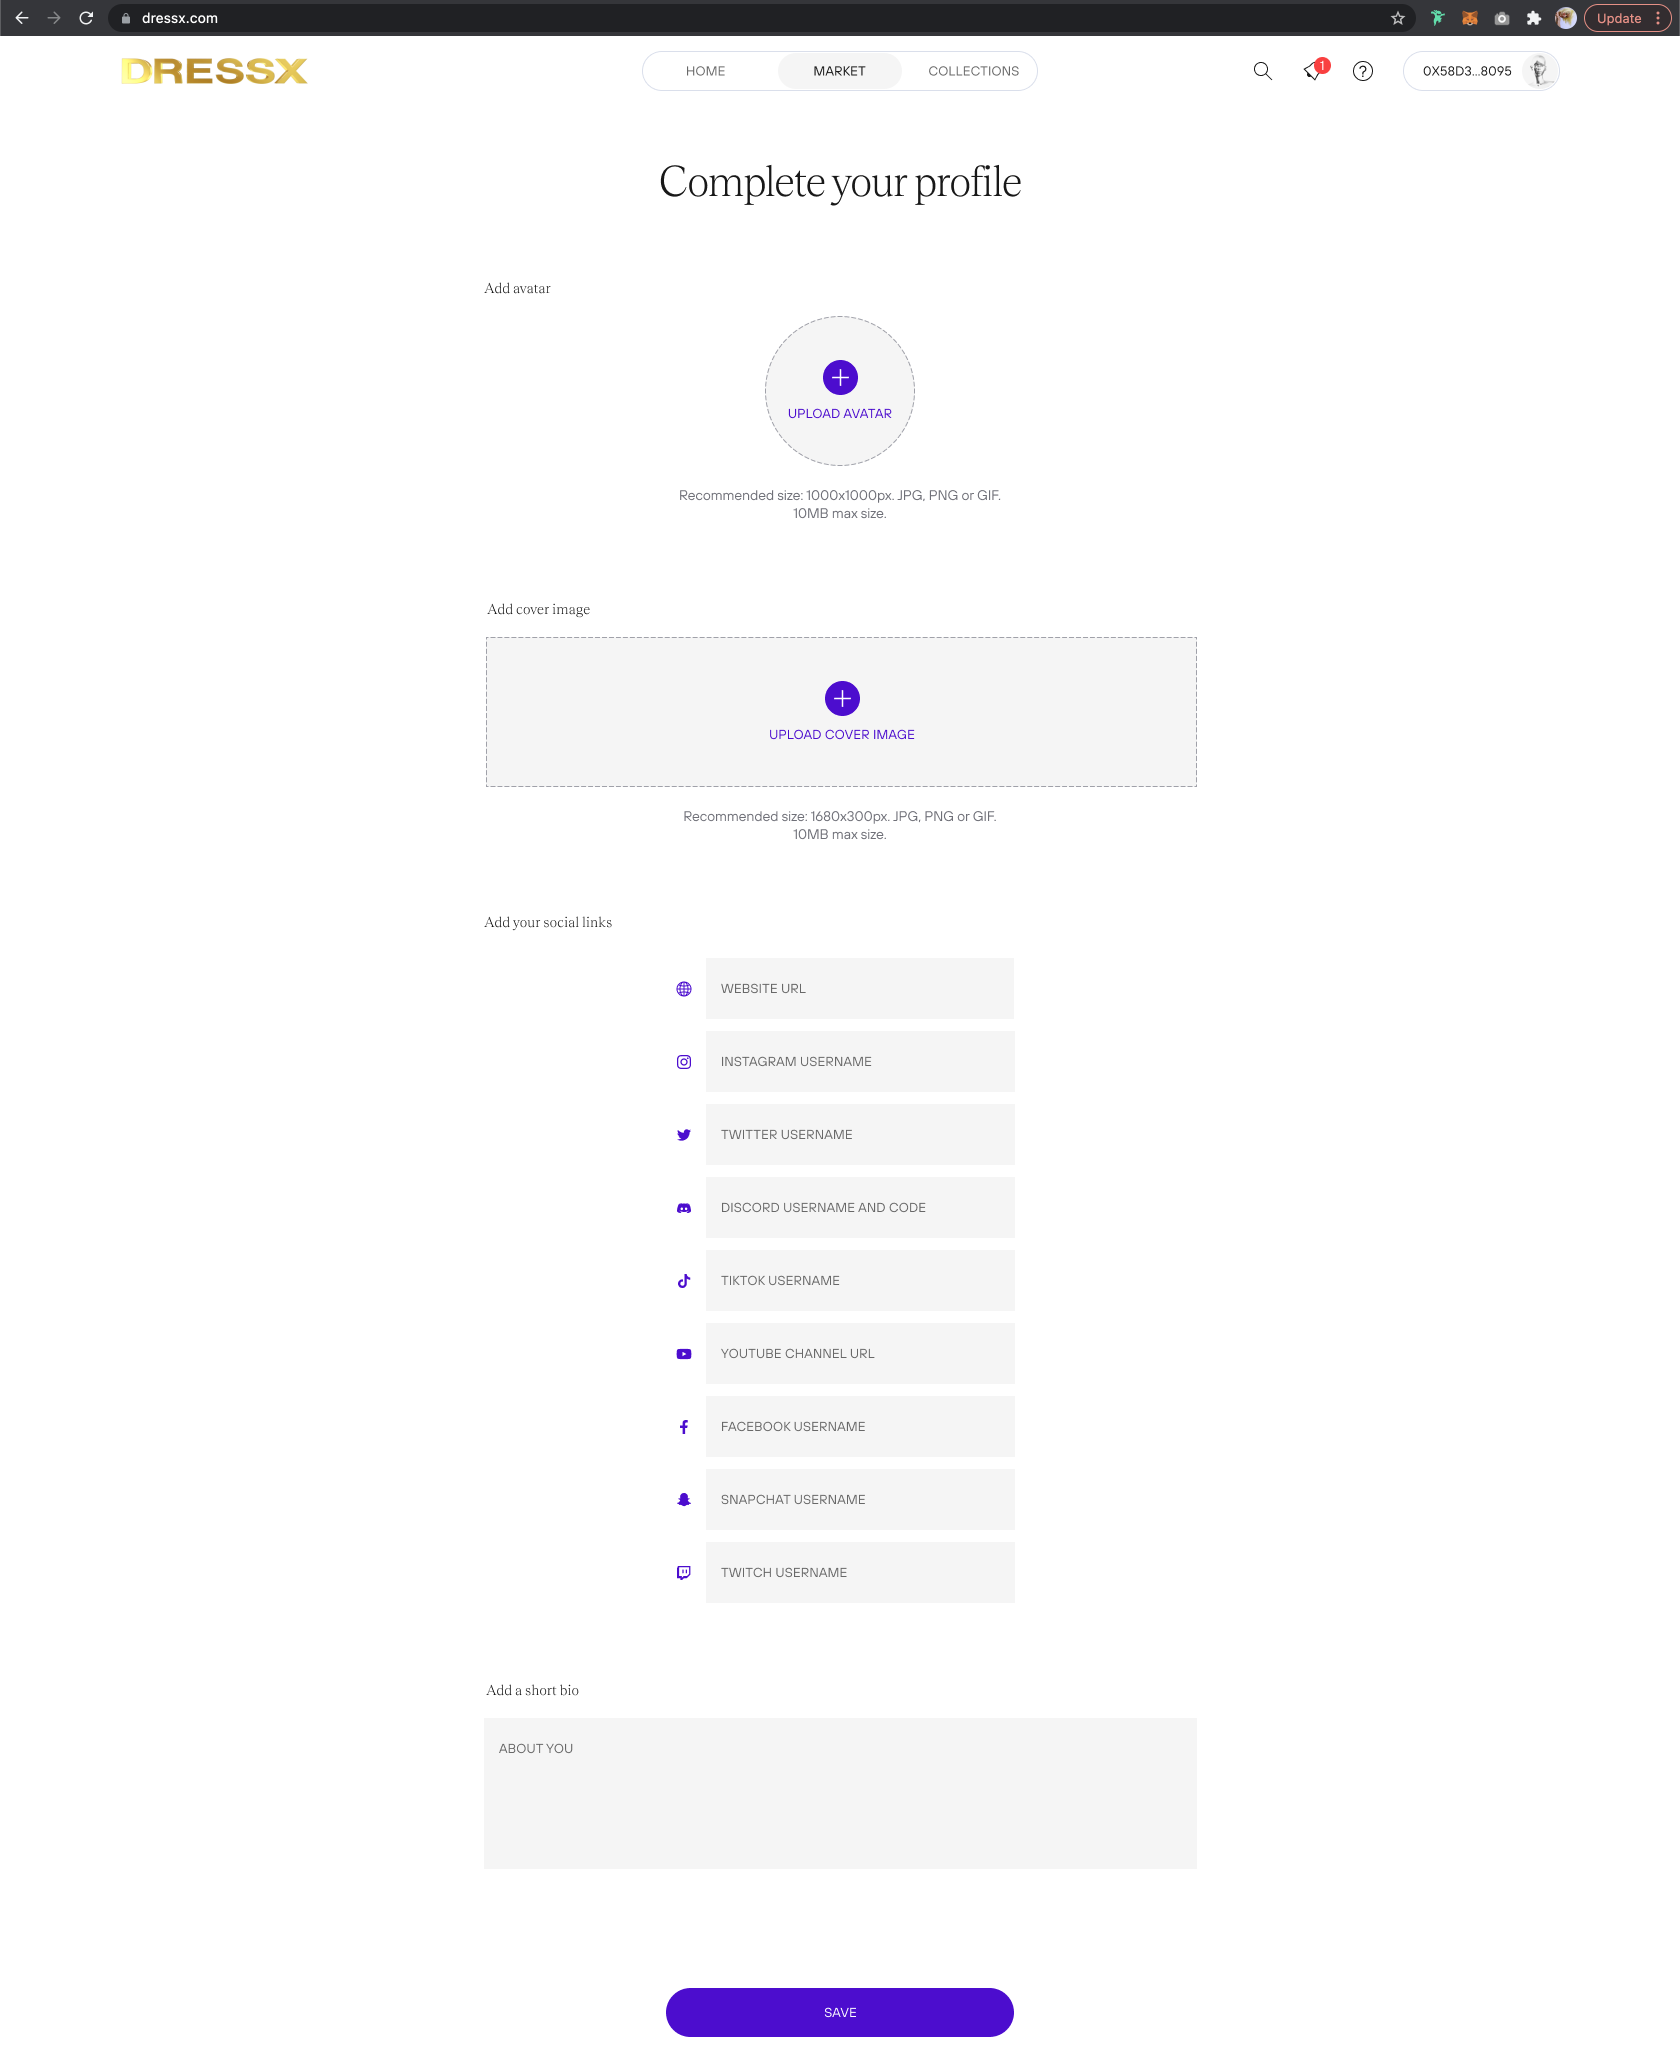 dressx.com
Update
DRESSX
HOME
MARKET
COLLECTIONS
1
?
0X58D3...8095
Complete your profile
Add avatar
UPLOAD AVATAR
Recommended size: 1000x1000px. JPG, PNG or GIF.
10MB max size.
Add cover image
UPLOAD COVER IMAGE
Recommended size: 1680x300px. JPG, PNG or GIF.
10MB max size.
Add your social links
WEBSITE URL
INSTAGRAM USERNAME
TWITTER USERNAME
DISCORD USERNAME AND CODE
TIKTOK USERNAME
YOUTUBE CHANNEL URL
FACEBOOK USERNAME
SNAPCHAT USERNAME
TWITCH USERNAME
Add a short bio
ABOUT YOU
SAVE